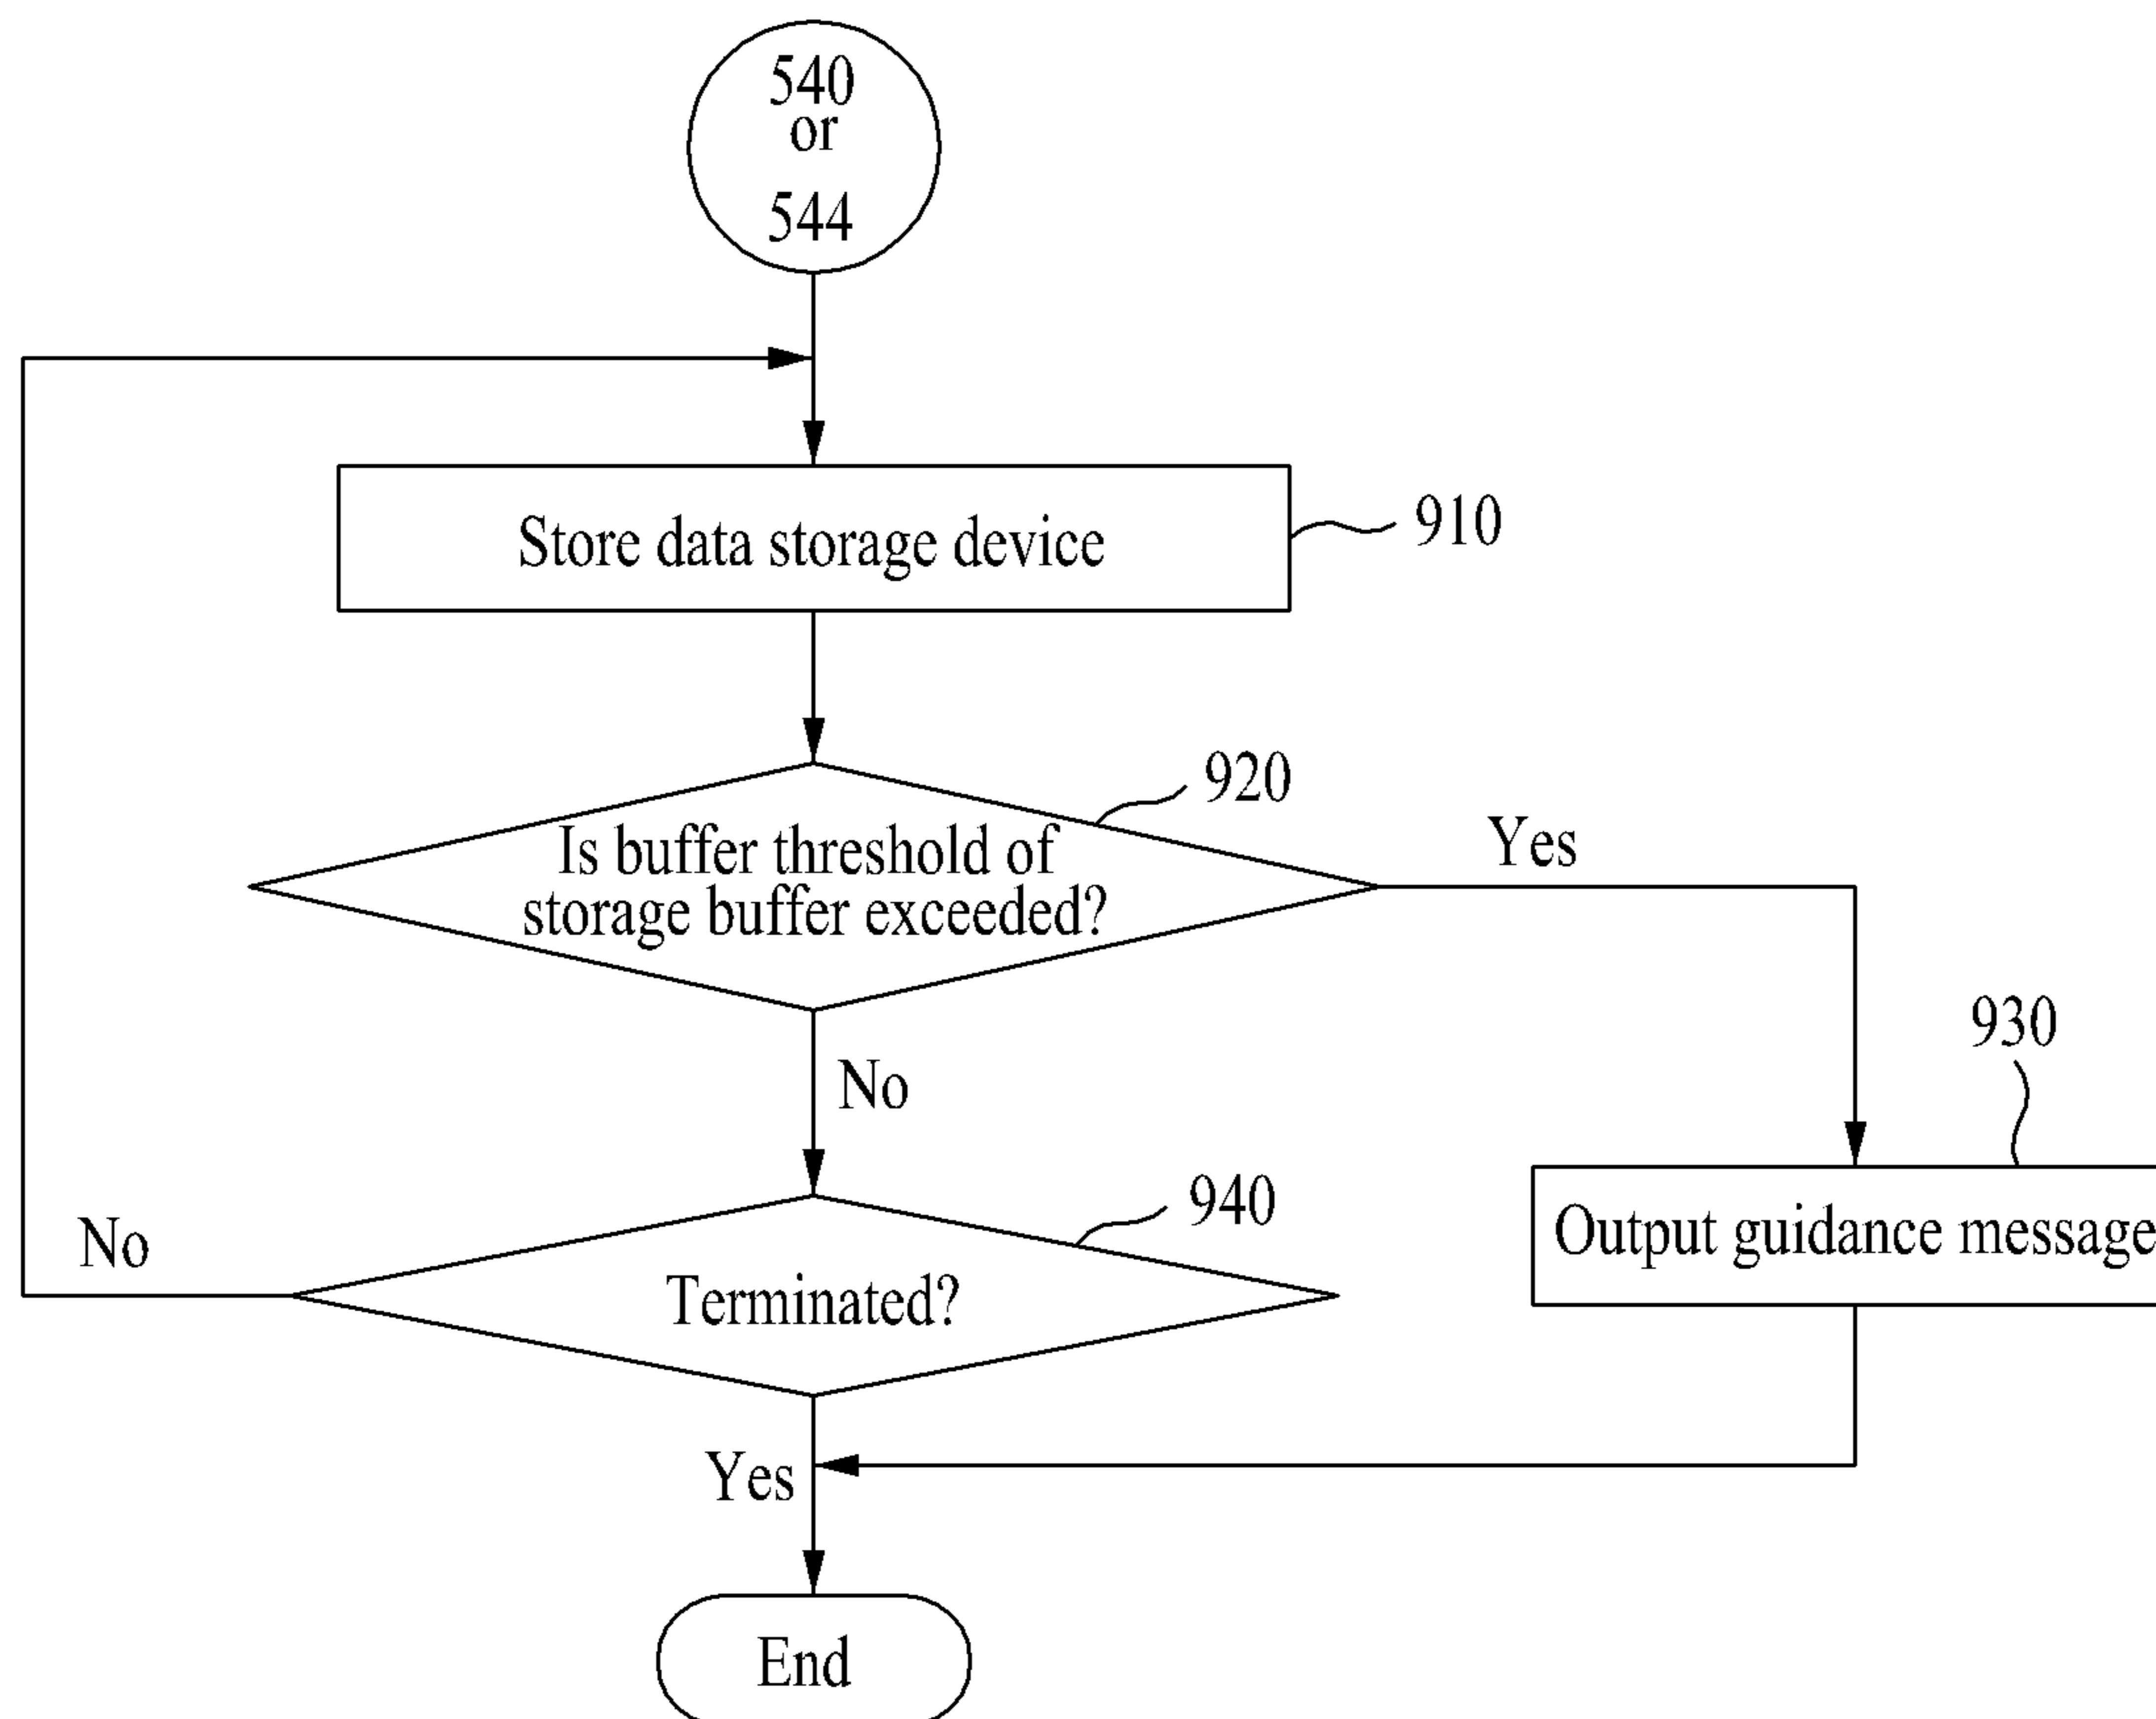 540
or
544
Store data storage device
910
920
Is buffer threshold of
storage buffer exceeded?
Yes
930
No
940
Output guidance message
No
Terminated?
Yes
End